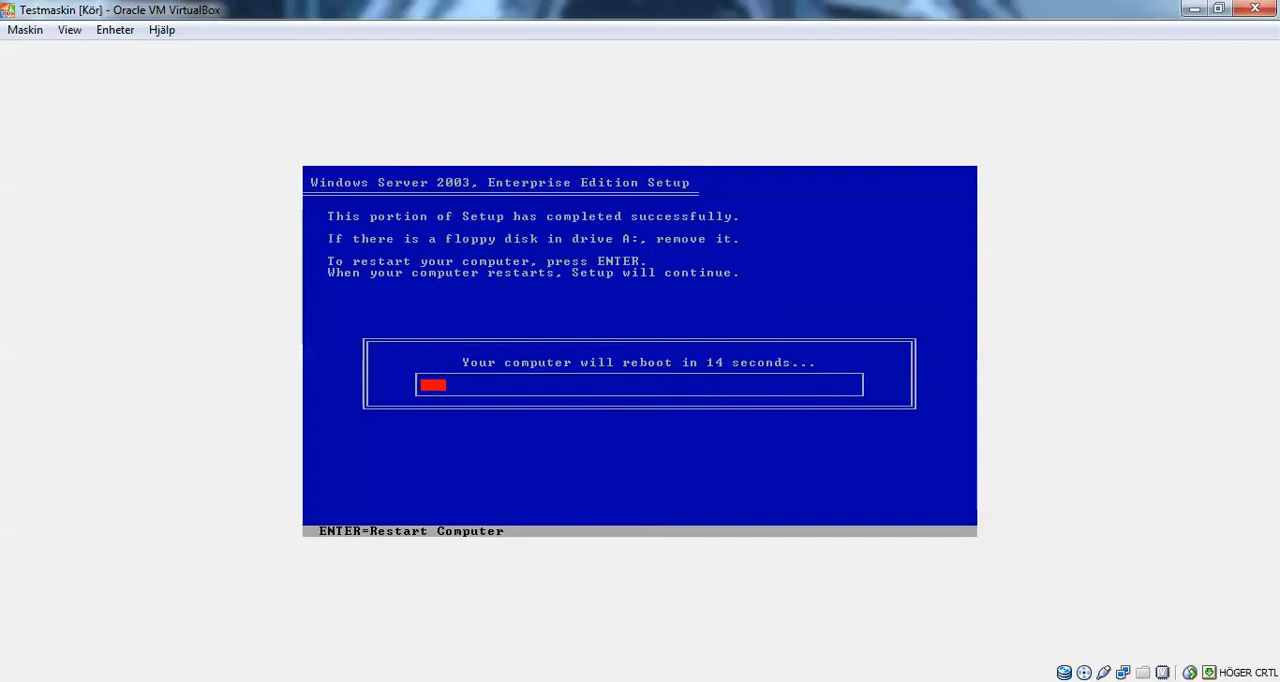 Testmaskin [Kör] - Oracle VM VirtualBox
Maskin View Enheter Hjälp
Windows Server 2003, Enterprise Edition Setup
This portion of Setup has completed successfully.
If there is a floppy disk in drive A:, remove it.
To restart your computer, press ENTER.
When your computer restarts, Setup will continue.
Your computer will reboot in 14 seconds...
ENTER=Restart Computer
HÖGER CRTL